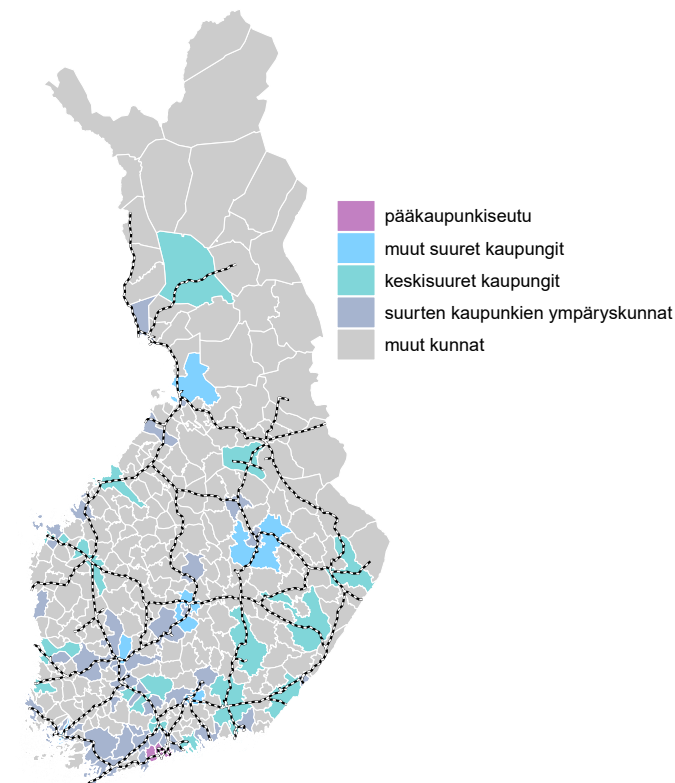 pääkaupunkiseutu
muut suuret kaupungit
keskisuuret kaupungit
suurten kaupunkien ympäryskunnat
muut kunnat